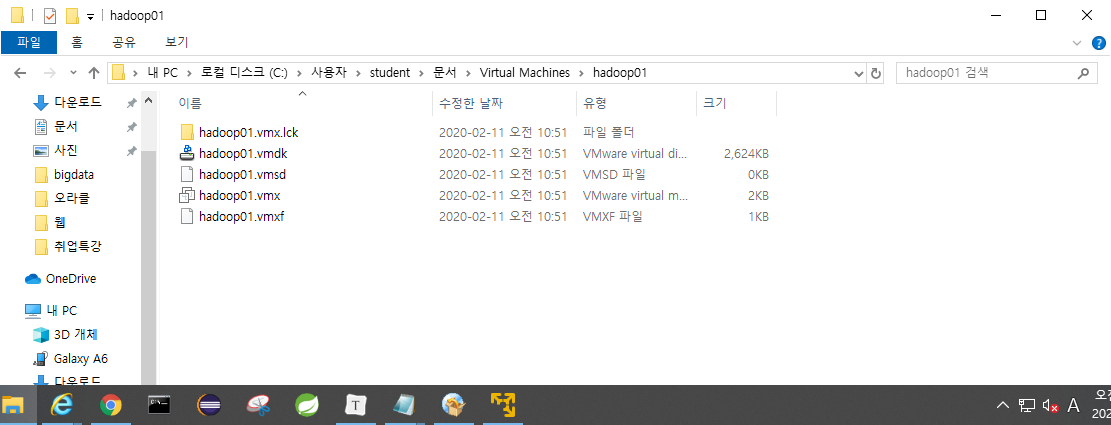 hadoop01
파일 홈 공유 보기
내 PC 로컬 디스크 (C:) 사용자 student 문서 Virtual Machines hadoop01 hadoop01 검색
다운로드
문서
사진
bigdata
오라클
웹
취업특강
OneDrive
내 PC
3D 개체
Galaxy A6
다운로드
이름 수정한 날짜 유형 크기
hadoop01.vmx.lck 2020-02-11 오전 10:51 파일 폴더
hadoop01.vmdk 2020-02-11 오전 10:51 VMware virtual di... 2,624KB
hadoop01.vmsd 2020-02-11 오전 10:51 VMSD 파일 0KB
hadoop01.vmx 2020-02-11 오전 10:51 VMware virtual m... 2KB
hadoop01.vmxf 2020-02-11 오전 10:51 VMXF 파일 1KB
T
A
오전
202